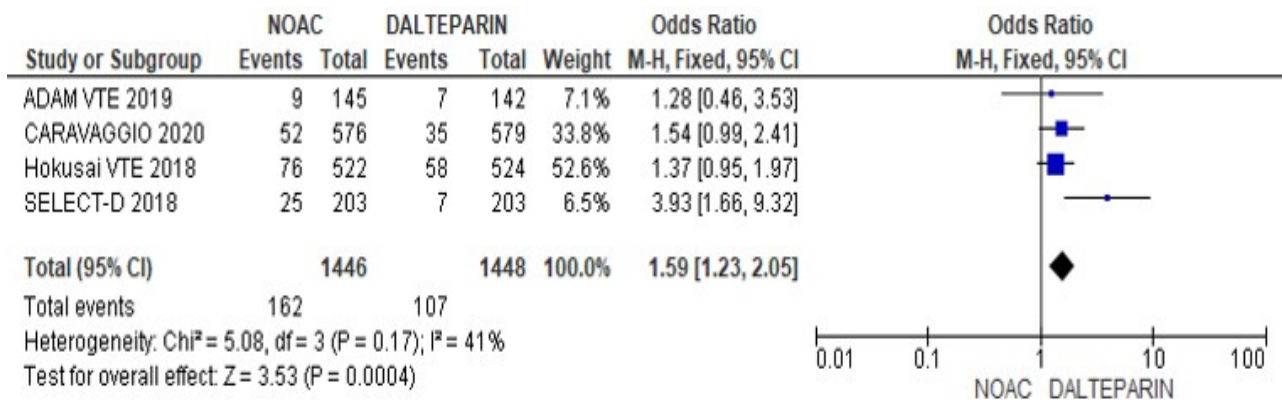 NOAC DALTEPARIN Odds Ratio Odds Ratio
Study or Subgroup Events Total Events Total Weight M-H, Fixed, 95% CI M-H, Fixed, 95% CI
ADAM VTE 2019 9 145 7 142 7.1% 1.28 [0.46, 3.53]
CARAVAGGIO 2020 52 576 35 579 33.8% 1.54 [0.99, 2.41]
Hokusai VTE 2018 76 522 58 524 52.6% 1.37 [0.95, 1.97]
SELECT-D 2018 25 203 7 203 6.5% 3.93 [1.66, 9.32]
Total (95% CI) 1446 1448 100.0% 1.59 [1.23, 2.05]
Total events 162 107
Heterogeneity: Chi² = 5.08, df = 3 (P = 0.17); I² = 41%
Test for overall effect: Z = 3.53 (P = 0.0004)
0.01 0.1 1 10 100
NOAC DALTEPARIN